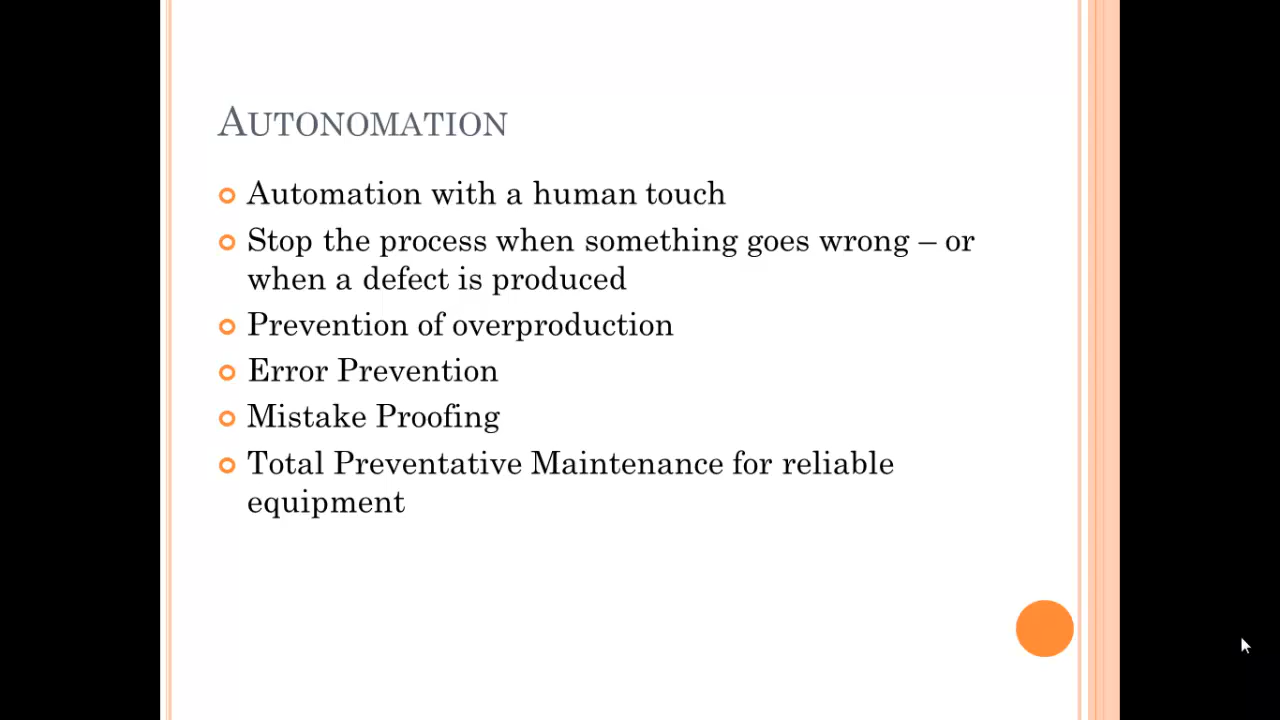 AUTONOMATION
Automation with a human touch
Stop the process when something goes wrong – or
when a defect is produced
Prevention of overproduction
Error Prevention
Mistake Proofing
Total Preventative Maintenance for reliable
equipment